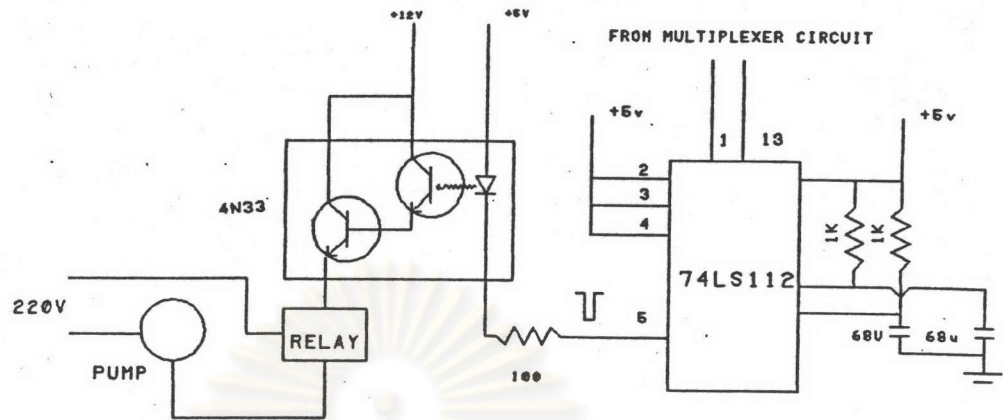 +12V
+5V
FROM MULTIPLEXER CIRCUIT
+5v
1
13
+5v
2
3
4
4N33
1K
1K
74LS112
220V
5
RELAY
68U
68u
PUMP
100